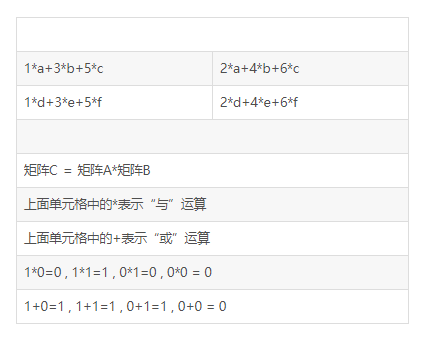 1*a+3*b+5*c 2*a+4*b+6*c
1*d+3*e+5*f 2*d+4*e+6*f
矩阵C = 矩阵A*矩阵B
上面单元格中的*表示“与”运算
上面单元格中的+表示“或”运算
1*0=0 , 1*1=1 , 0*1=0 , 0*0 = 0
1+0=1 , 1+1=1 , 0+1=1 , 0+0 = 0